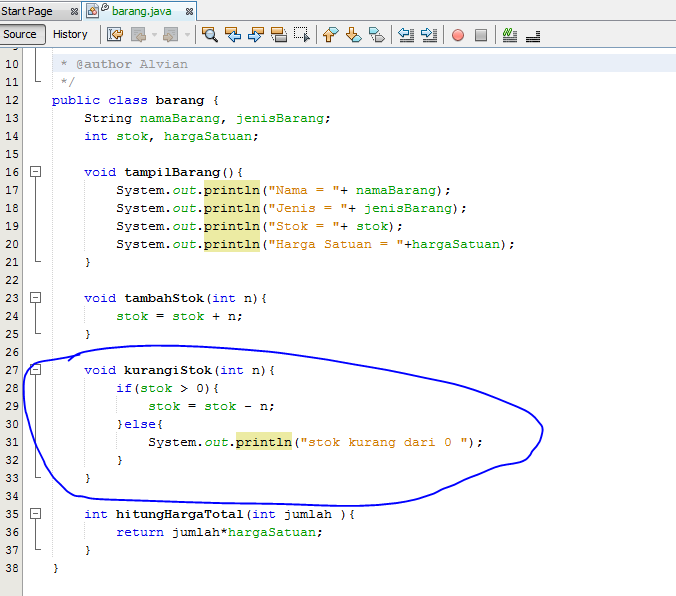 Start Page
barang.java
Source
History
10 * @author Alvian
11 */
12 public class barang {
13 String namaBarang, jenisBarang;
14 int stok, hargaSatuan;
15
16 void tampilBarang(){
17 System.out.println("Nama = "+ namaBarang);
18 System.out.println("Jenis = "+ jenisBarang);
19 System.out.println("Stok = "+ stok);
20 System.out.println("Harga Satuan = "+hargaSatuan);
21 }
22
23 void tambahStok(int n){
24 stok = stok + n;
25 }
26
27 void kurangiStok(int n){
28 if(stok > 0){
29 stok = stok - n;
30 }else{
31 System.out.println("stok kurang dari 0 ");
32 }
33 }
34
35 int hitungHargaTotal(int jumlah ){
36 return jumlah*hargaSatuan;
37 }
38 }